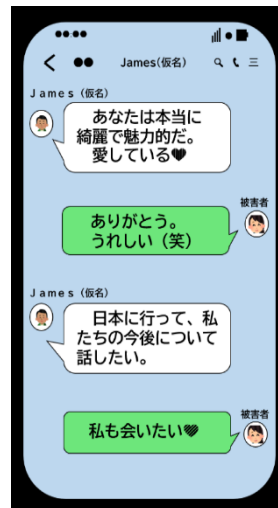 ●●:●●
James(仮名)
James (仮名)
あなたは本当に
綺麗で魅力的だ。
愛している♥
被害者
ありがとう。
うれしい（笑）
James (仮名)
日本に行って、私
たちの今後について
話したい。
被害者
私も会いたい♥